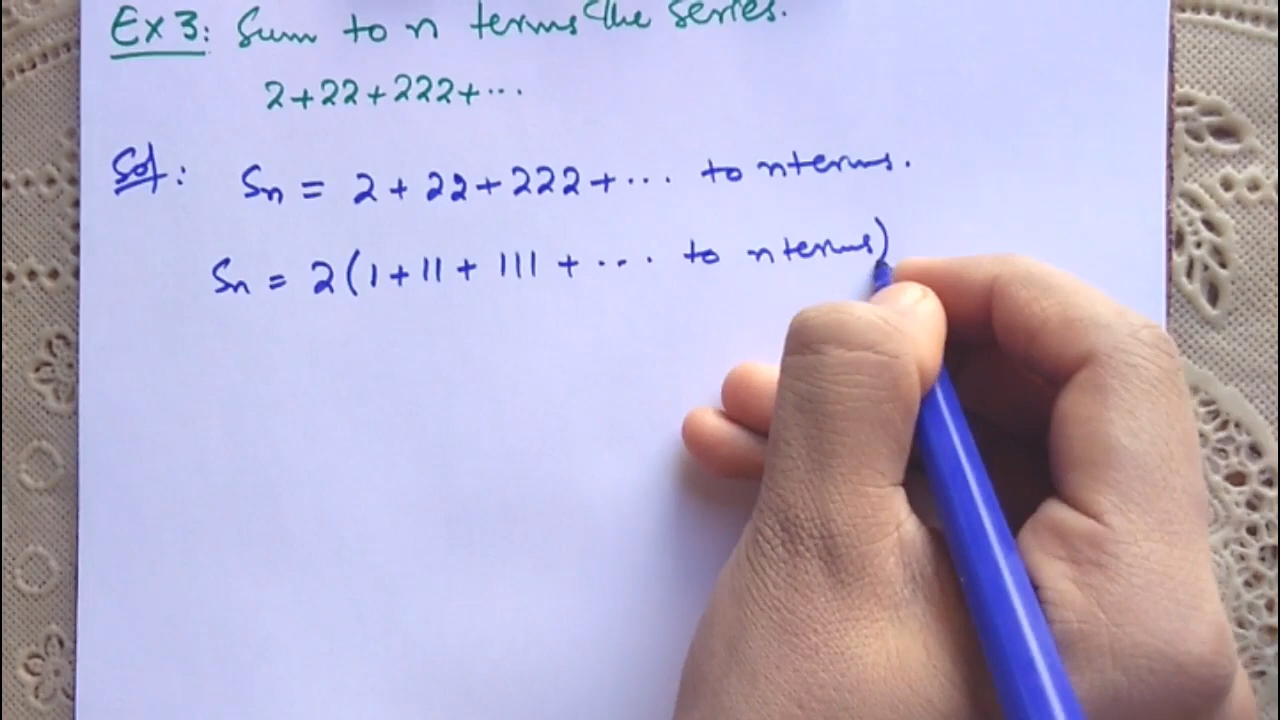 Ex 3: Sum to n terms the series.
2+22+222+...
Sol: Sn = 2 + 22 + 222 + ... to n terms.
Sn = 2 (1 + 11 + 111 + ... to n terms)